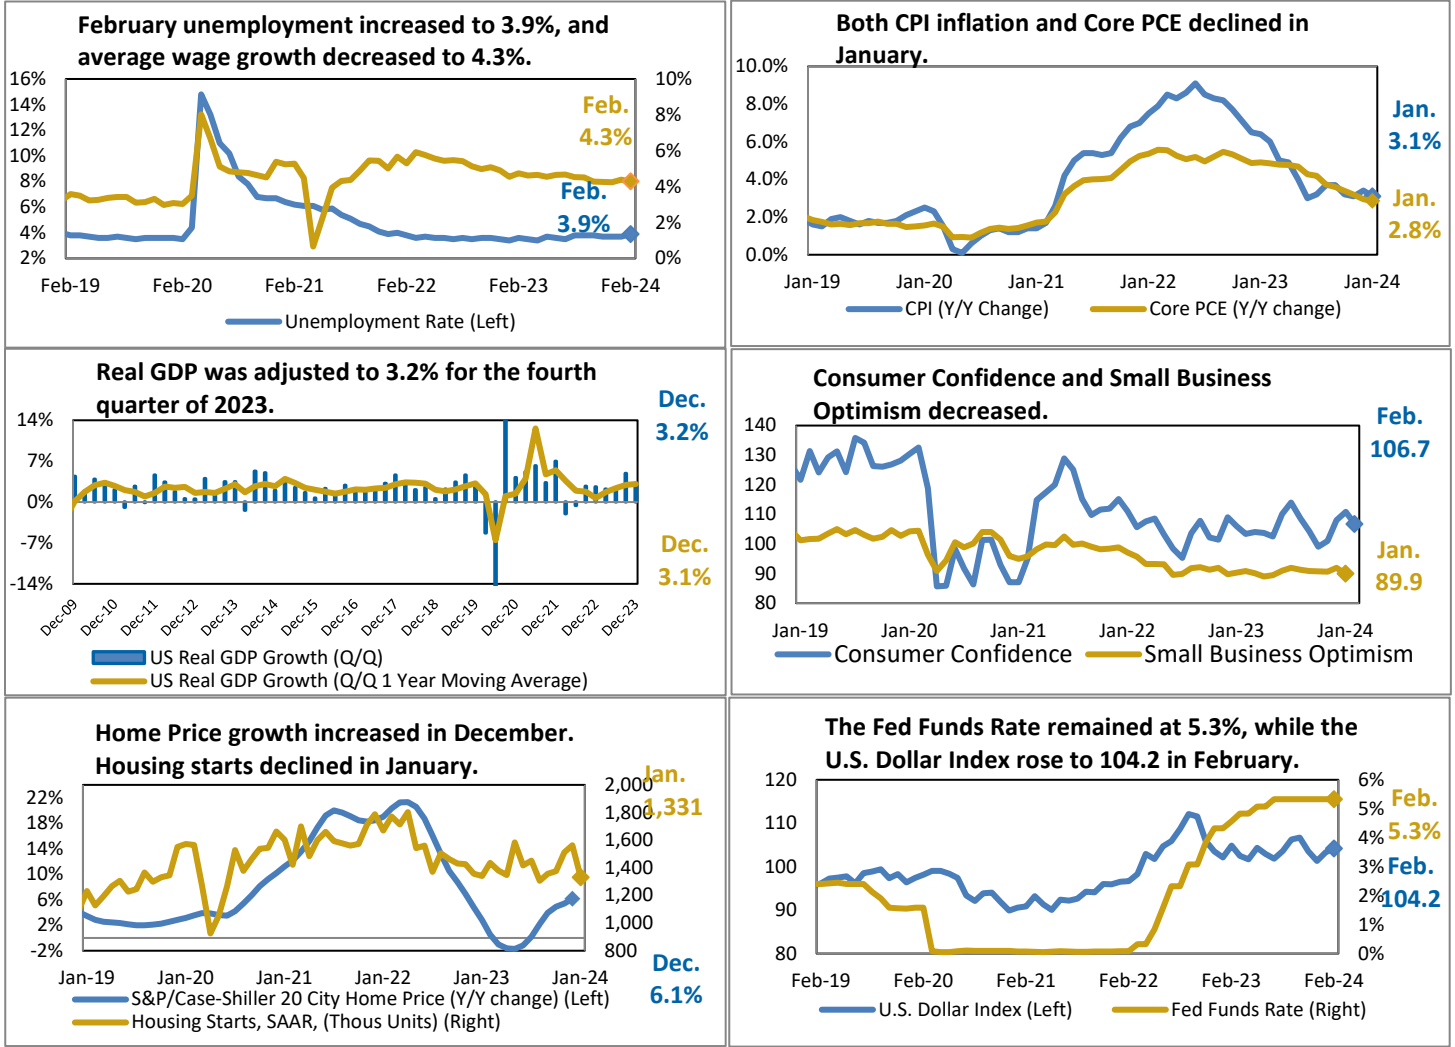 February unemployment increased to 3.9%, and
average wage growth decreased to 4.3%.
16%
14%
12%
10%
8%
6%
4%
2%
10%
8%
6%
4%
2%
0%
Feb.
4.3%
Feb.
3.9%
Feb-19
Feb-20
Feb-21
Feb-22
Feb-23
Feb-24
Unemployment Rate (Left)
Both CPI inflation and Core PCE declined in
January.
10.0%
8.0%
6.0%
4.0%
2.0%
0.0%
Jan.
3.1%
Jan.
2.8%
Jan-19
Jan-20
Jan-21
Jan-22
Jan-23
Jan-24
CPI (Y/Y Change)
Core PCE (Y/Y change)
Real GDP was adjusted to 3.2% for the fourth
quarter of 2023.
14%
7%
0%
-7%
-14%
Dec.
3.2%
Dec.
3.1%
Dec-09
Dec-10
Dec-11
Dec-12
Dec-13
Dec-14
Dec-15
Dec-16
Dec-17
Dec-18
Dec-19
Dec-20
Dec-21
Dec-22
Dec-23
US Real GDP Growth (Q/Q)
US Real GDP Growth (Q/Q 1 Year Moving Average)
Consumer Confidence and Small Business
Optimism decreased.
140
130
120
110
100
90
80
Feb.
106.7
Jan.
89.9
Jan-19
Jan-20
Jan-21
Jan-22
Jan-23
Jan-24
Consumer Confidence
Small Business Optimism
Home Price growth increased in December.
Housing starts declined in January.
22%
18%
14%
10%
6%
2%
-2%
2,000
1,800
1,600
1,400
1,200
1,000
800
Jan.
1,331
Dec.
6.1%
Jan-19
Jan-20
Jan-21
Jan-22
Jan-23
Jan-24
S&P/Case-Shiller 20 City Home Price (Y/Y change) (Left)
Housing Starts, SAAR, (Thous Units) (Right)
The Fed Funds Rate remained at 5.3%, while the
U.S. Dollar Index rose to 104.2 in February.
120
110
100
90
80
6%
5%
4%
3%
2%
1%
0%
Feb.
5.3%
Feb.
104.2
Feb-19
Feb-20
Feb-21
Feb-22
Feb-23
Feb-24
U.S. Dollar Index (Left)
Fed Funds Rate (Right)